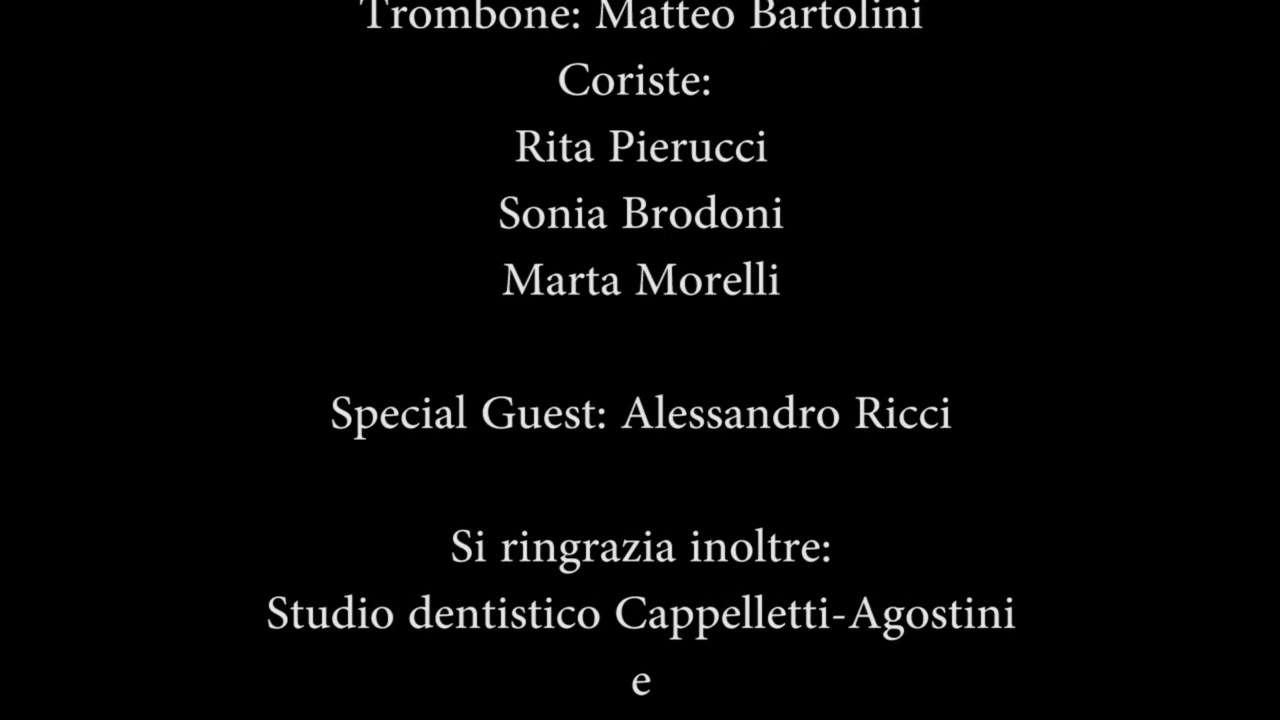 Trombone: Matteo Bartolini
Coriste:
Rita Pierucci
Sonia Brodoni
Marta Morelli
Special Guest: Alessandro Ricci
Si ringrazia inoltre:
Studio dentistico Cappelletti-Agostini
e